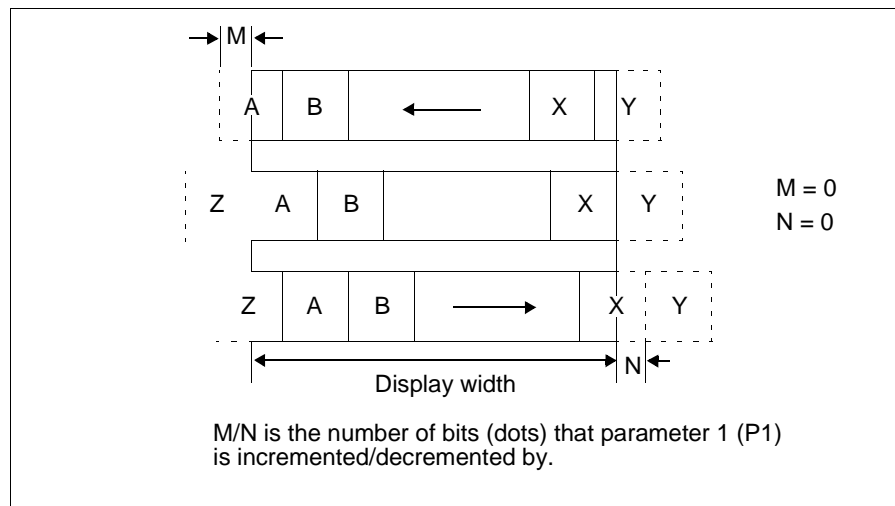 M
A B X Y
Z A B X Y
M = 0
N = 0
Z A B X Y
N
Display width
M/N is the number of bits (dots) that parameter 1 (P1)
is incremented/decremented by.